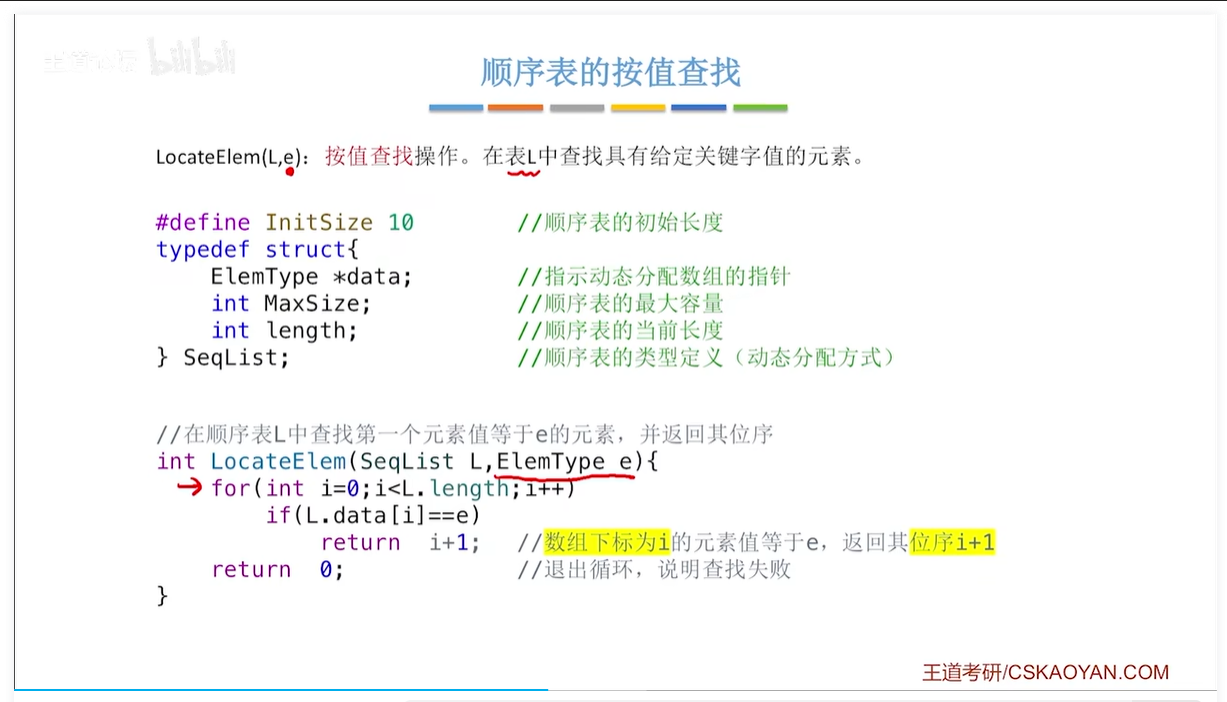 王道论坛 bilibili
顺序表的按值查找
LocateElem(L,e)：按值查找操作。在表L中查找具有给定关键字值的元素。
#define InitSize 10 //顺序表的初始长度
typedef struct{
ElemType *data; //指示动态分配数组的指针
int MaxSize; //顺序表的最大容量
int length; //顺序表的当前长度
} SeqList; //顺序表的类型定义（动态分配方式）
//在顺序表L中查找第一个元素值等于e的元素，并返回其位序
int LocateElem(SeqList L,ElemType e){
for(int i=0;i<L.length;i++)
if(L.data[i]==e)
return i+1; //数组下标为i的元素值等于e，返回其位序i+1
return 0; //退出循环，说明查找失败
}
王道考研/CSKAOYAN.COM